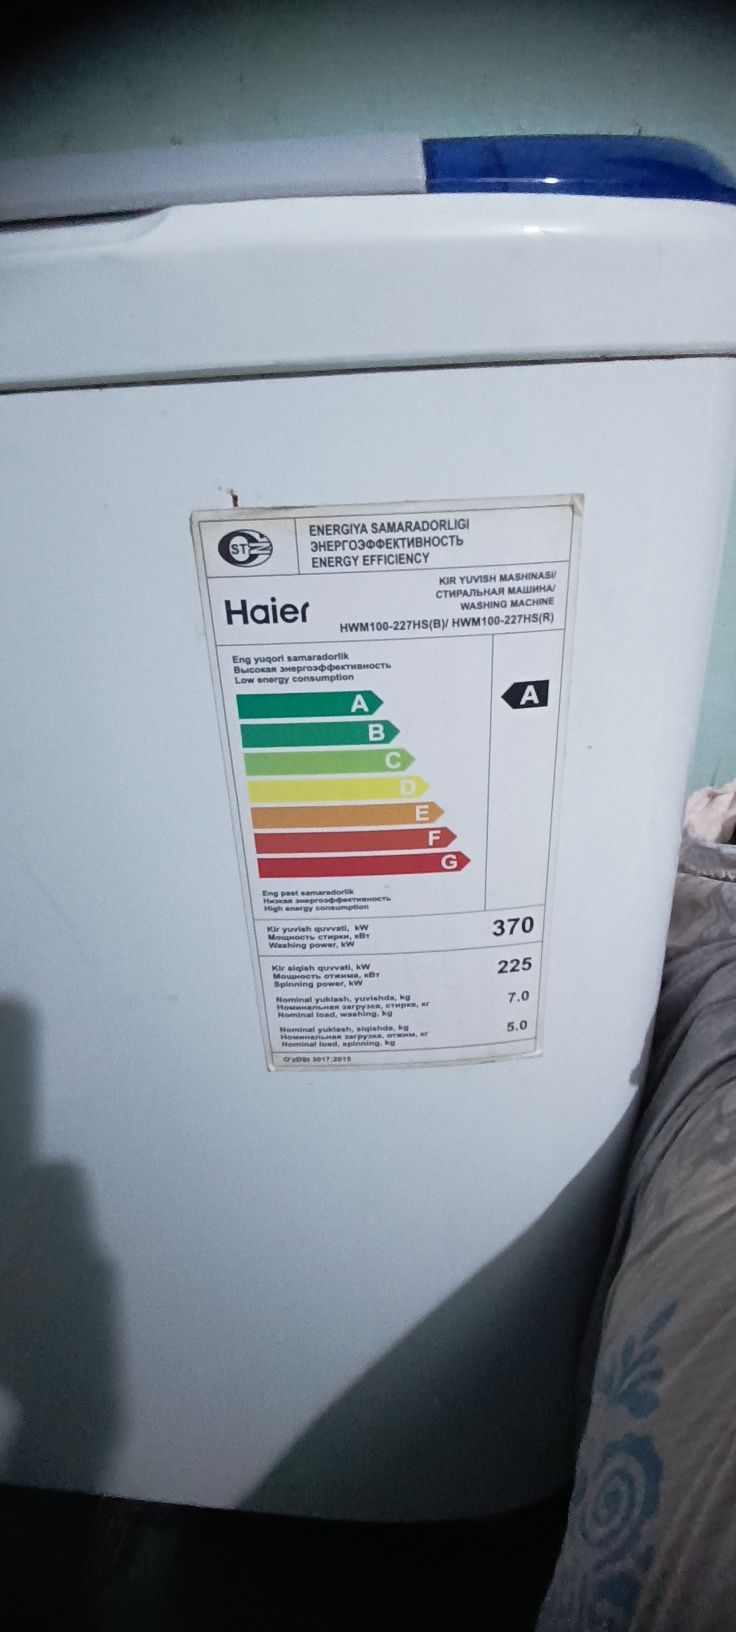 ST
ENERGIYA SAMARADORLIGI
ЭНЕРГОЭФФЕКТИВНОСТЬ
ENERGY EFFICIENCY
Haier
KIR YUVISH MASHINASI/
СТИРАЛЬНАЯ МАШИНА/
WASHING MACHINE
HWM100-227HS(B)/ HWM100-227HS(R)
Eng yuqori samaradorlik
Высокая энергоэффективность
Low energy consumption
A
A
B
C
D
E
F
G
Eng past samaradorlik
Низкая энергоэффективность
High energy consumption
Kir yuvish quvvati, kW
Мощность стирки, кВт
Washing power, kW
370
Kir siqish quvvati, kW
Мощность отжима, кВт
Spinning power, kW
225
Nominal yuklash, yuvishda, kg
Номинальная загрузка, стирка, кг
Nominal load, washing, kg
7.0
Nominal yuklash, siqishda, kg
Номинальная загрузка, отжим, кг
Nominal load, spinning, kg
5.0
O'zDSt 3017:2015